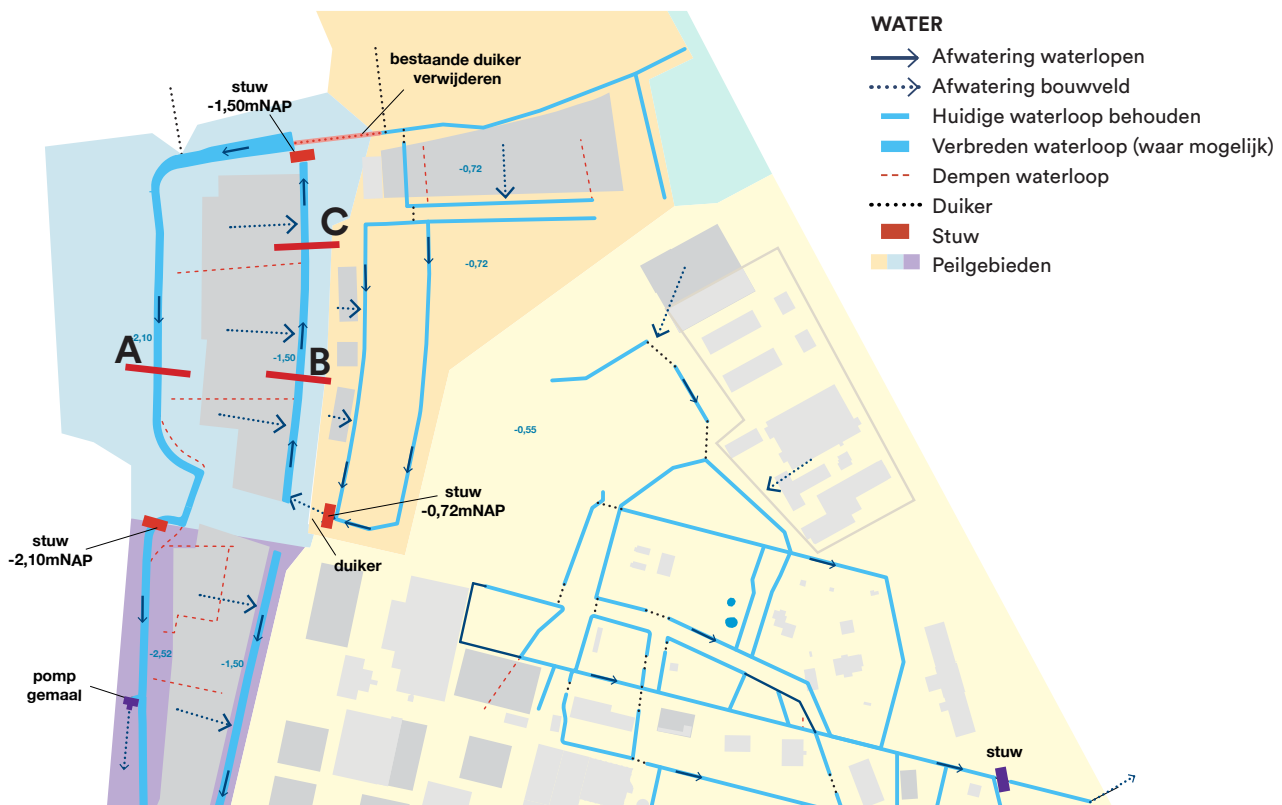 WATER
Afwatering waterlopen
Afwatering bouwveld
Huidige waterloop behouden
Verbreden waterloop (waar mogelijk)
Dempen waterloop
Duiker
Stuw
Peilgebieden
bestaande duiker
verwijderen
stuw
-1,50mNAP
-0,72
C
-0,72
-2,10
A
-1,50
B
-0,55
stuw
-0,72mNAP
stuw
-2,10mNAP
duiker
-2,52
-1,50
pomp
gemaal
stuw